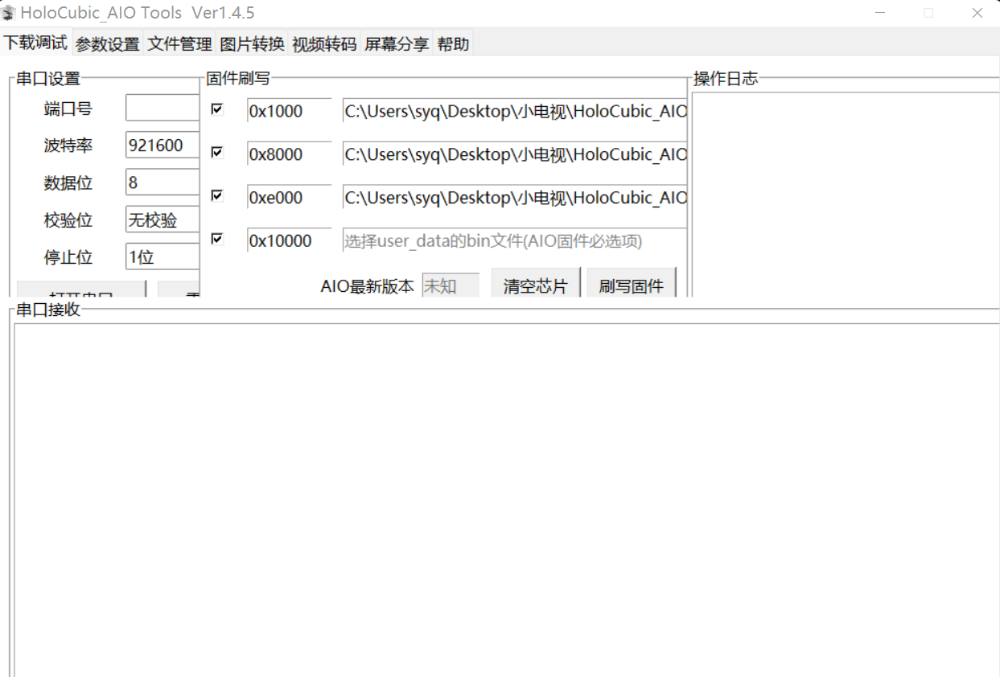 HoloCubic_AIO Tools Ver1.4.5
下载调试 参数设置 文件管理 图片转换 视频转码 屏幕分享 帮助
串口设置
端口号
波特率 921600
数据位 8
校验位 无校验
停止位 1位
打开串口
固件刷写
0x1000 C:\Users\syq\Desktop\小电视\HoloCubic_AIO
0x8000 C:\Users\syq\Desktop\小电视\HoloCubic_AIO
0xe000 C:\Users\syq\Desktop\小电视\HoloCubic_AIO
0x10000 选择user_data的bin文件(AIO固件必选项)
AIO最新版本 未知 清空芯片 刷写固件
操作日志
串口接收